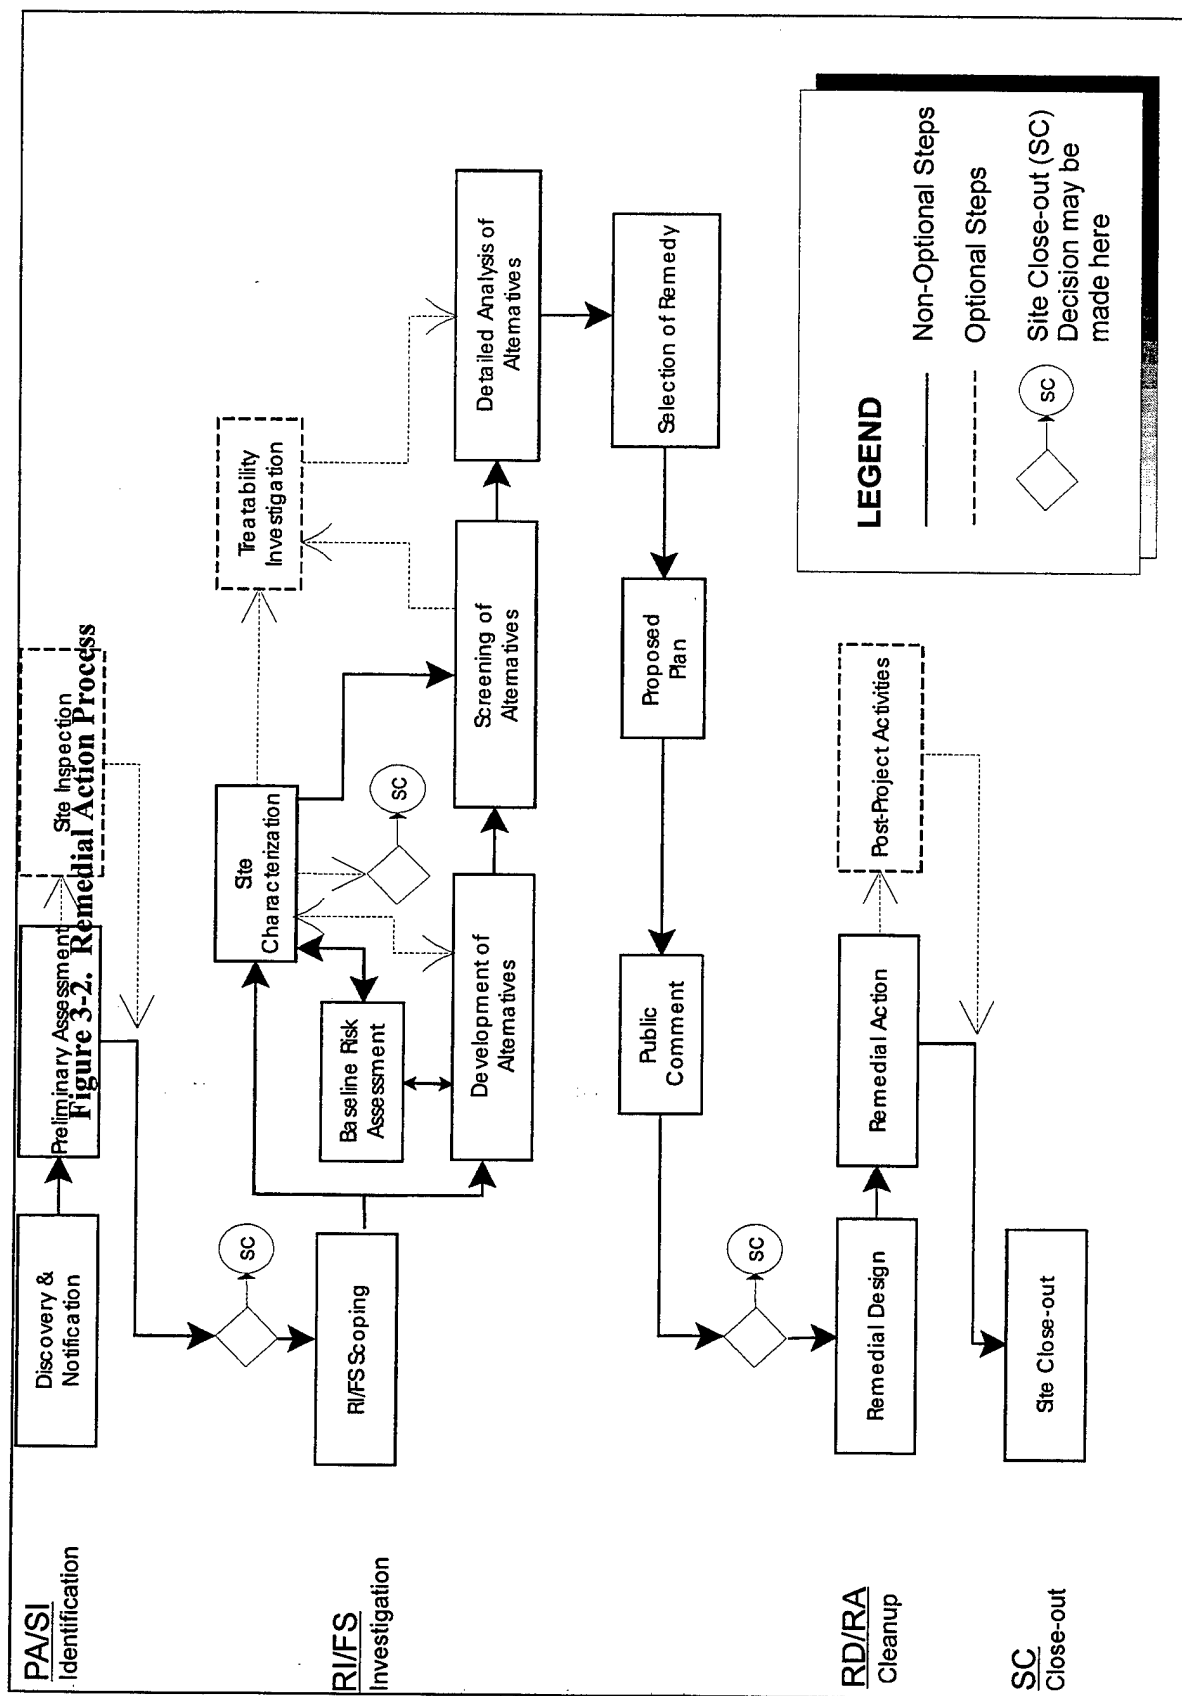 Figure 3-2. Remedial Action Process
PA/SI
Identification
Discovery &
Notification
Preliminary Assessment
Site Inspection
SC
RI/FS
Investigation
RI/FS Scoping
Site
Characterization
Treatability
Investigation
Baseline Risk
Assessment
SC
Development of
Alternatives
Screening of
Alternatives
Detailed Analysis of
Alternatives
Selection of Remedy
Proposed
Plan
Public
Comment
SC
RD/RA
Cleanup
Remedial Design
Remedial Action
Post-Project Activities
SC
Close-out
Site Close-out
LEGEND
Non-Optional Steps
Optional Steps
SC
Site Close-out (SC)
Decision may be
made here